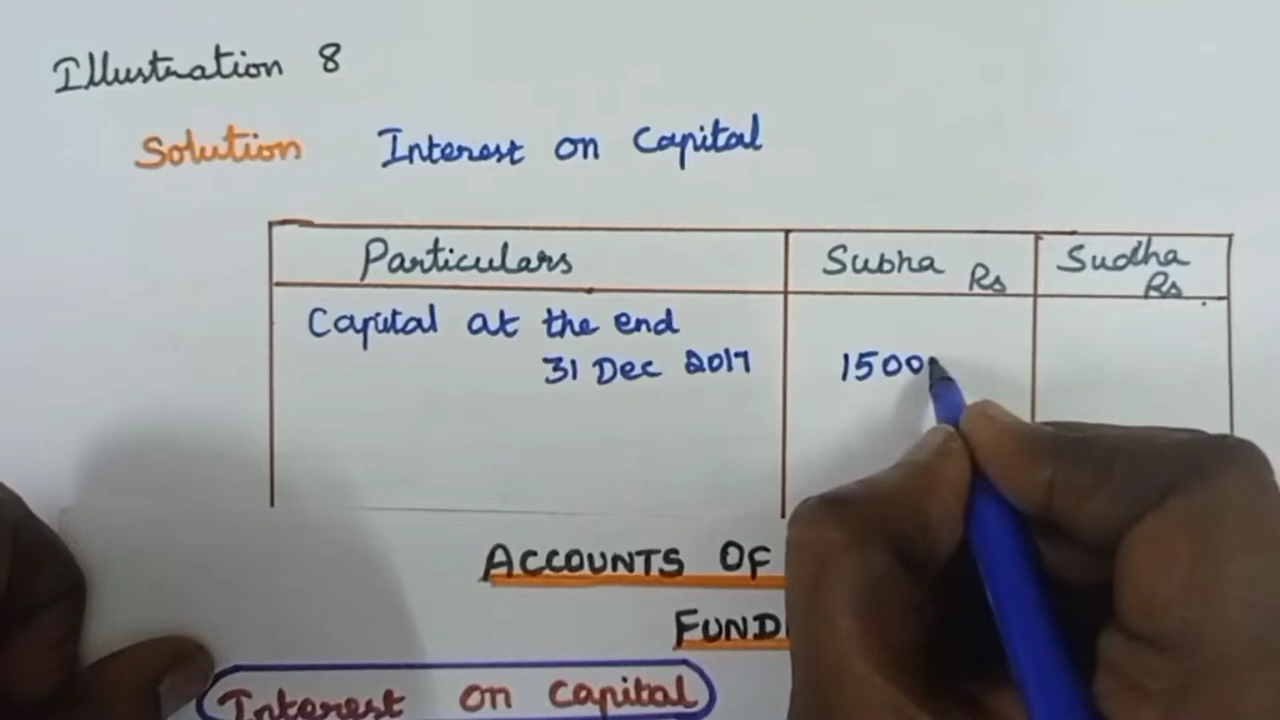 Illustration 8
Solution Interest on Capital
Particulars Subha Rs Sudha Rs
Capital at the end
31 Dec 2017 1500
ACCOUNTS OF
FUND
Interest on Capital